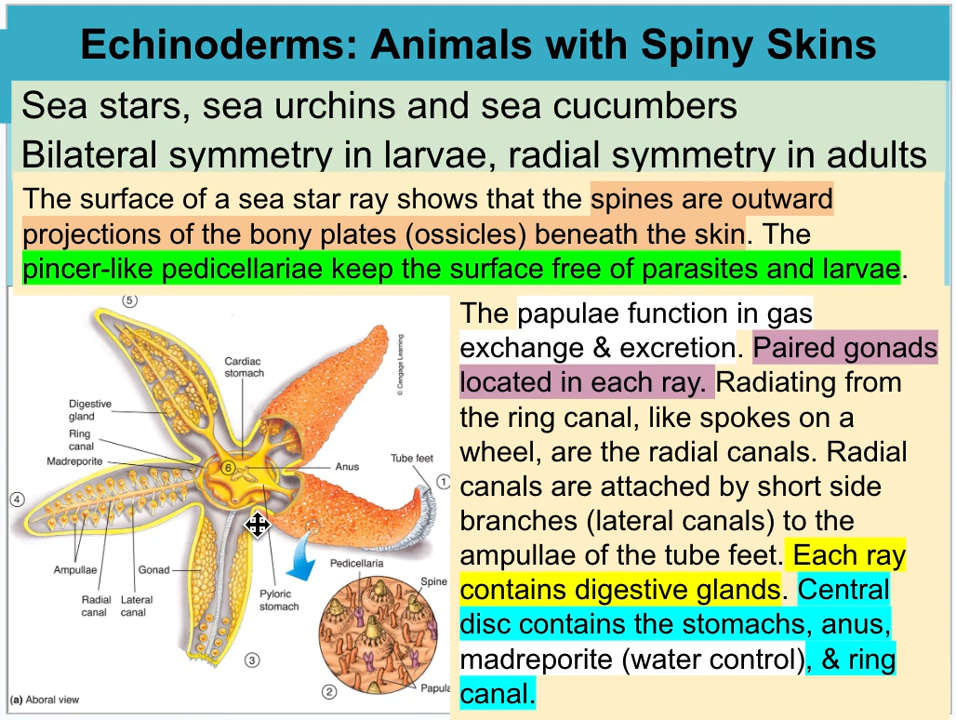 Echinoderms: Animals with Spiny Skins
Sea stars, sea urchins and sea cucumbers
Bilateral symmetry in larvae, radial symmetry in adults
The surface of a sea star ray shows that the spines are outward
projections of the bony plates (ossicles) beneath the skin. The
pincer-like pedicellariae keep the surface free of parasites and larvae.
The papulae function in gas
exchange & excretion. Paired gonads
located in each ray. Radiating from
the ring canal, like spokes on a
wheel, are the radial canals. Radial
canals are attached by short side
branches (lateral canals) to the
ampullae of the tube feet. Each ray
contains digestive glands. Central
disc contains the stomachs, anus,
madreporite (water control), & ring
canal.
5
Cardiac
stomach
© Cengage Learning
Digestive
gland
Ring
canal
Madreporite
6
Anus
Tube feet
1
4
Ampullae
Gonad
Radial
canal
Lateral
canal
Pyloric
stomach
Pedicellaria
Spine
3
2
Papula
(a) Aboral view